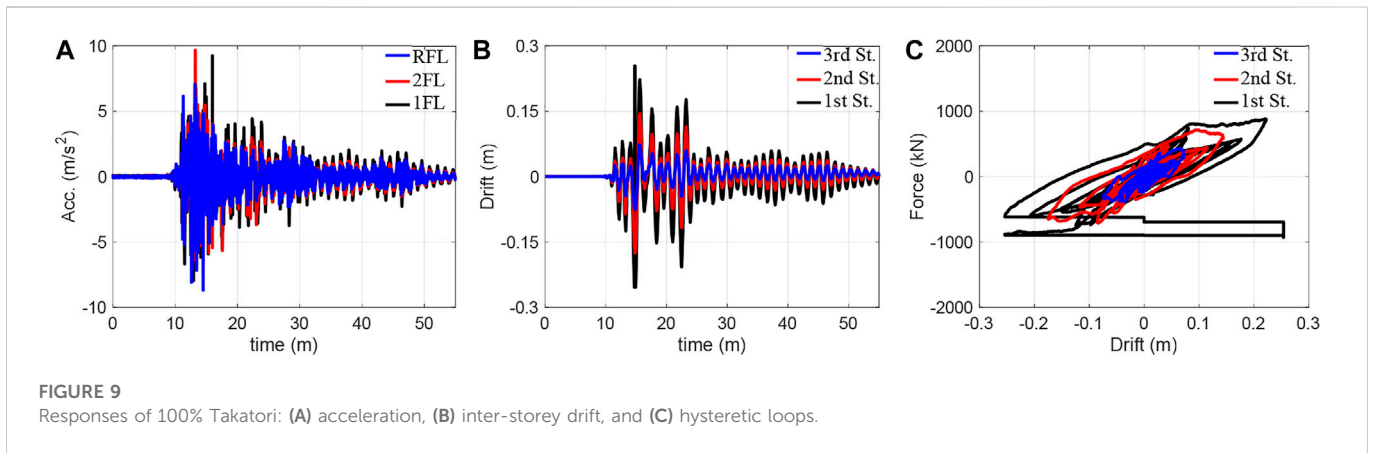 A
10
5
0
-5
-10
Acc. (m/s²)
RFL
2FL
1FL
0 10 20 30 40 50
time (m)
B
0.3
0.15
0
-0.15
-0.3
Drift (m)
3rd St.
2nd St.
1st St.
0 10 20 30 40 50
time (m)
C
2000
1000
0
-1000
-2000
Force (kN)
3rd St.
2nd St.
1st St.
-0.3 -0.2 -0.1 0 0.1 0.2 0.3
Drift (m)
FIGURE 9
Responses of 100% Takatori: (A) acceleration, (B) inter-storey drift, and (C) hysteretic loops.